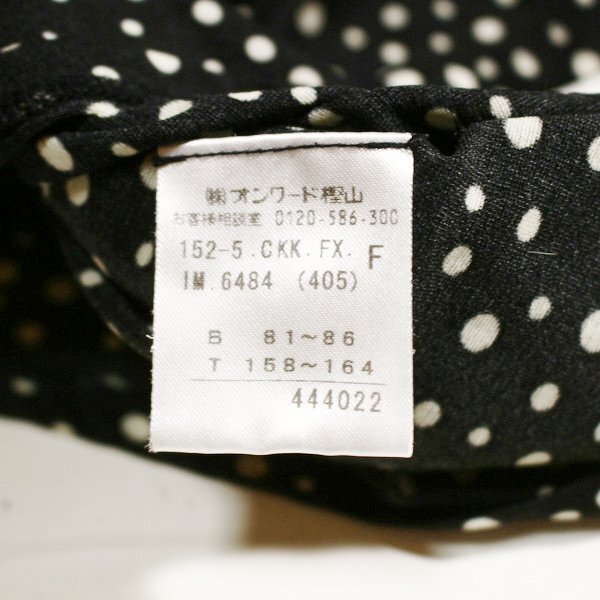 ㈱オンワード樫山
お客様相談室 0120-586-300
152-5.CKK.FX. F
IM.6484 (405)
B 81～86
T 158～164
444022